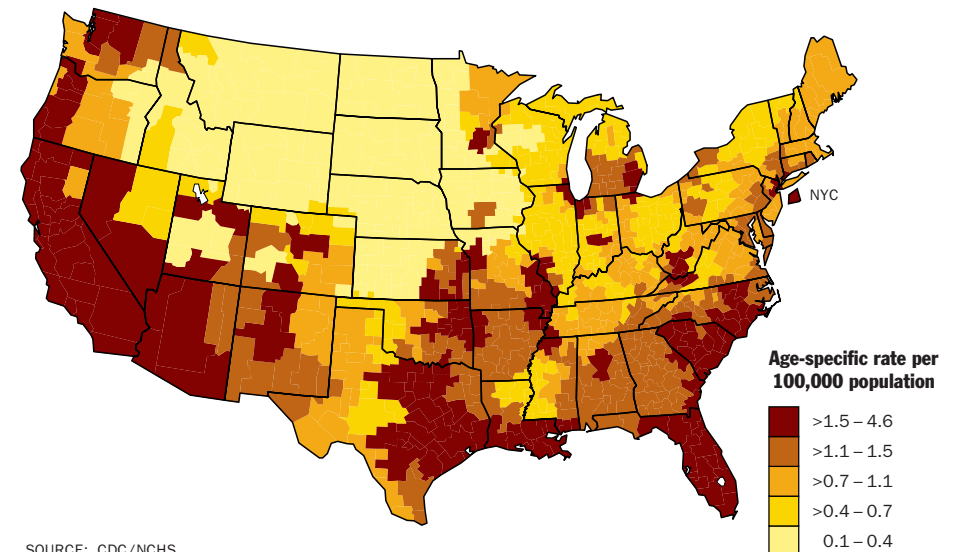 NYC
Age-specific rate per
100,000 population
>1.5 – 4.6
>1.1 – 1.5
>0.7 – 1.1
>0.4 – 0.7
0.1 – 0.4
SOURCE: CDC/NCHS